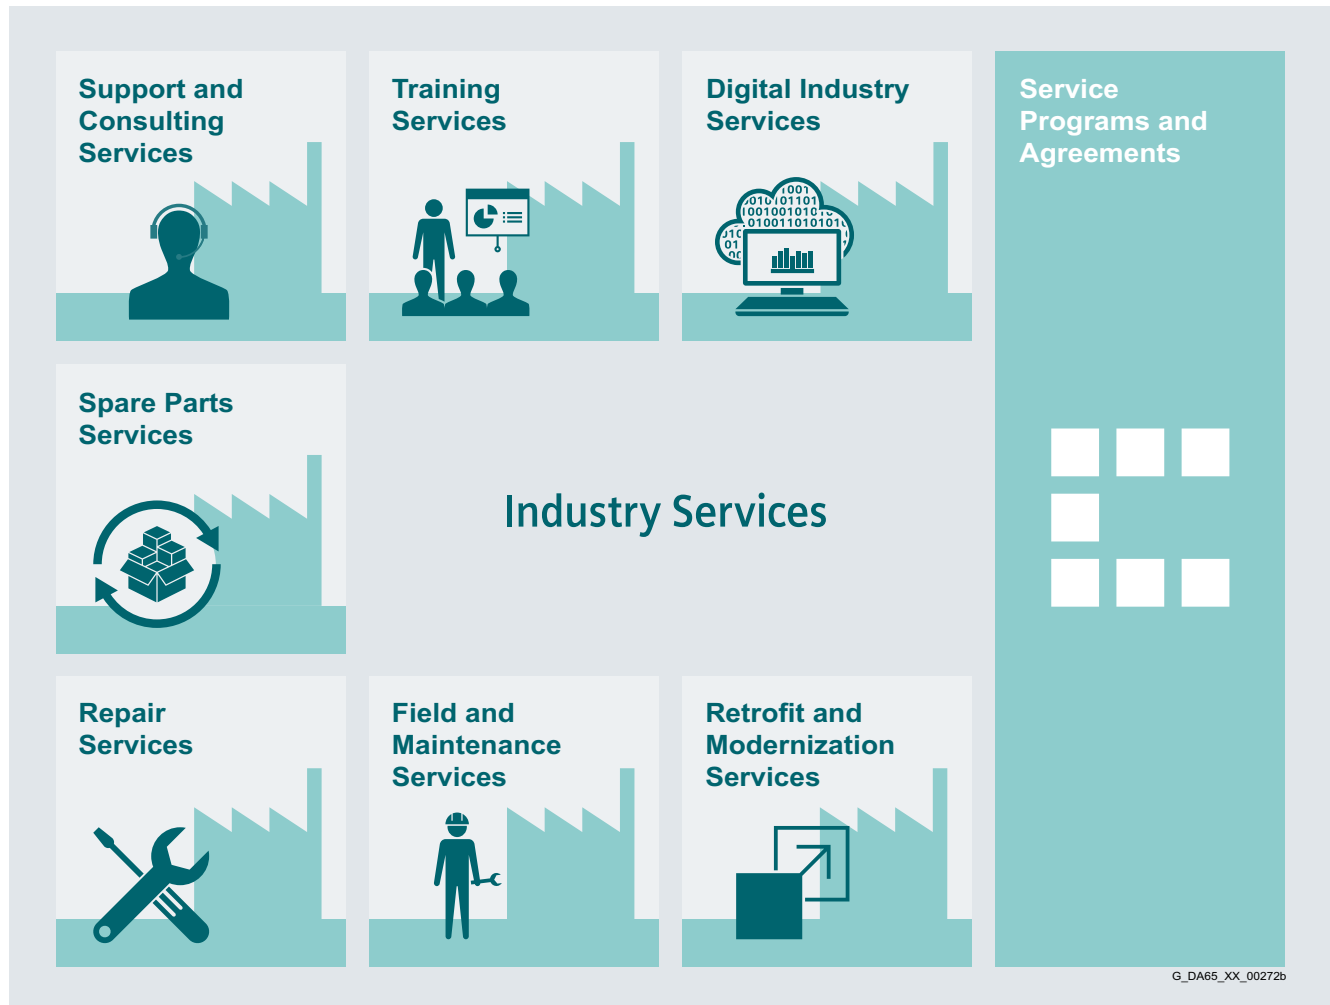 Support and
Consulting
Services
Training
Services
Digital Industry
Services
Service
Programs and
Agreements
Spare Parts
Services
Industry Services
Repair
Services
Field and
Maintenance
Services
Retrofit and
Modernization
Services
G_DA65_XX_00272b